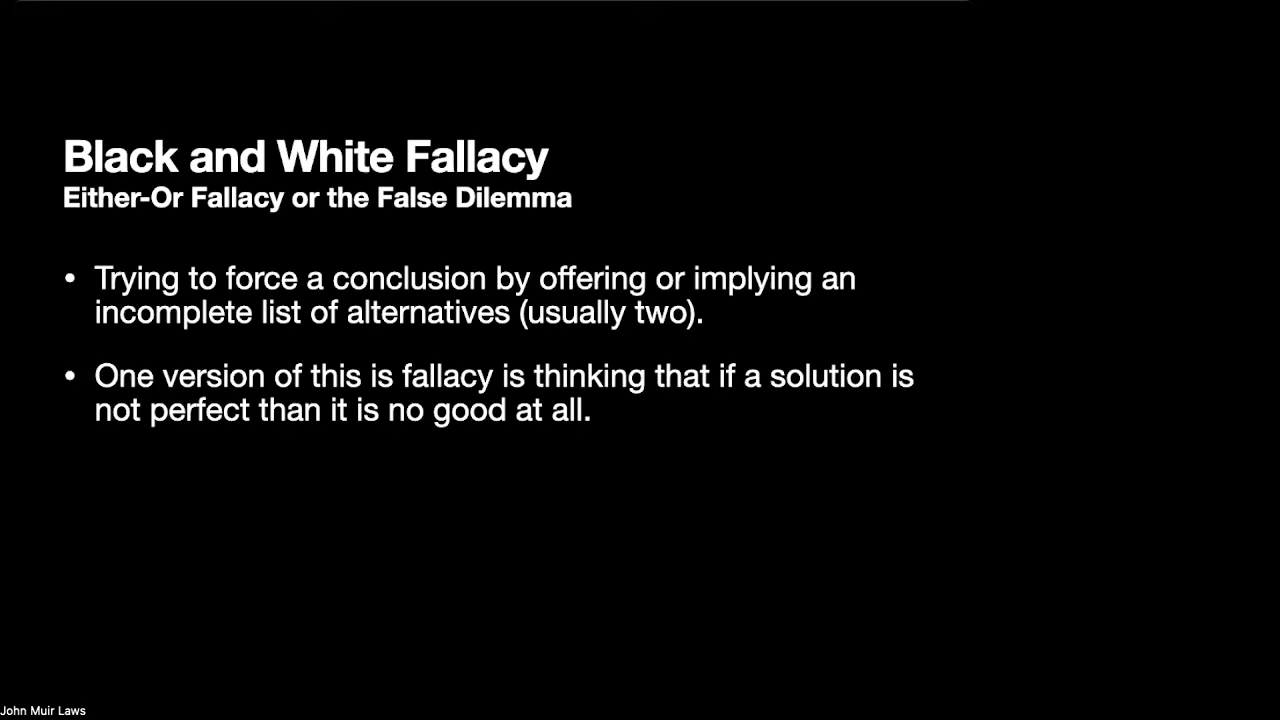 Black and White Fallacy
Either-Or Fallacy or the False Dilemma
• Trying to force a conclusion by offering or implying an
incomplete list of alternatives (usually two).
• One version of this is fallacy is thinking that if a solution is
not perfect than it is no good at all.
John Muir Laws